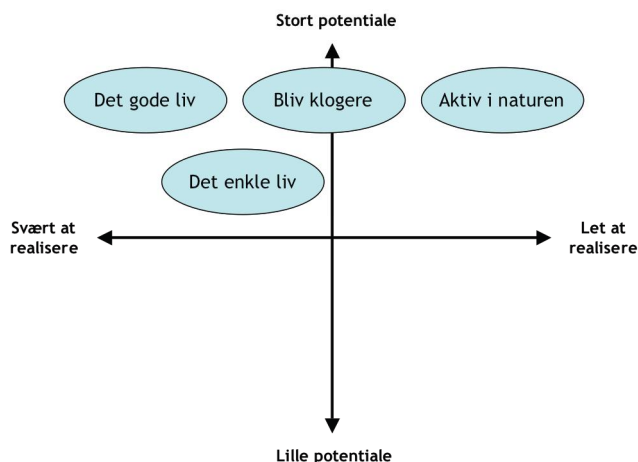 Stort potentiale
Det gode liv
Bliv klogere
Aktiv i naturen
Det enkle liv
Svært at
realisere
Let at
realisere
Lille potentiale